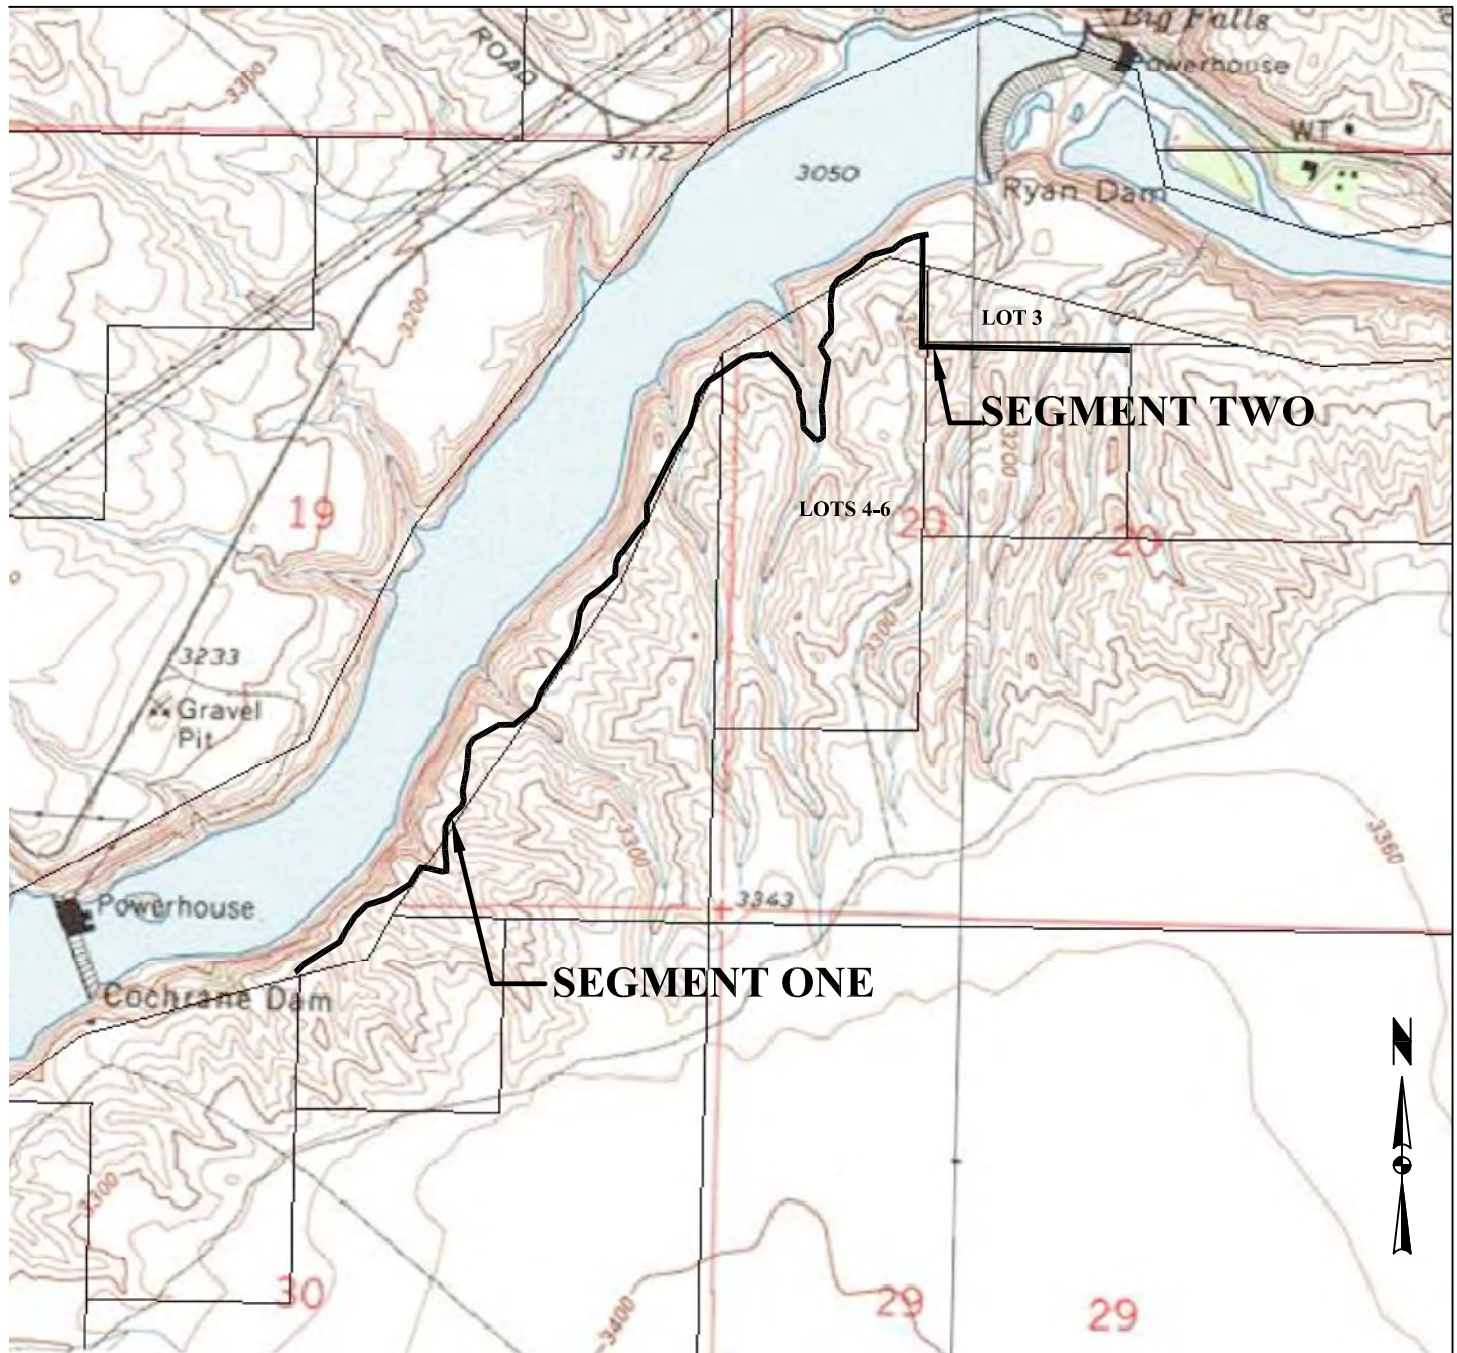 Big Falls
ROAD
Powerhouse
3300
WT
3172
3050
Ryan Dam
3200
LOT 3
SEGMENT TWO
3200
LOTS 4-6
19
20
20
3300
3233
Gravel
Pit
3300
3360
Powerhouse
3343
SEGMENT ONE
Cochrane Dam
N
3300
30
29
29
3400